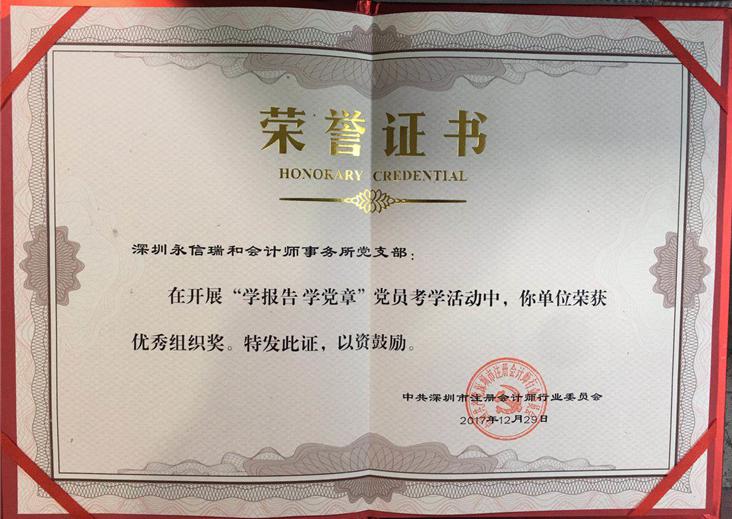 荣誉证书
HONORARY CREDENTIAL
深圳永信瑞和会计师事务所党支部：
在开展“学报告 学党章”党员考学活动中，你单位荣获
优秀组织奖。特发此证，以资鼓励。
中共深圳市注册会计师行业委员会
2017年12月29日